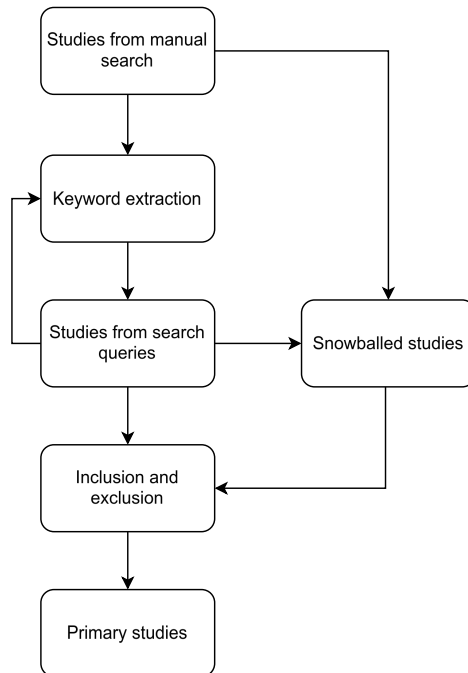 Studies from manual
search
Keyword extraction
Studies from search
queries
Snowballed studies
Inclusion and
exclusion
Primary studies